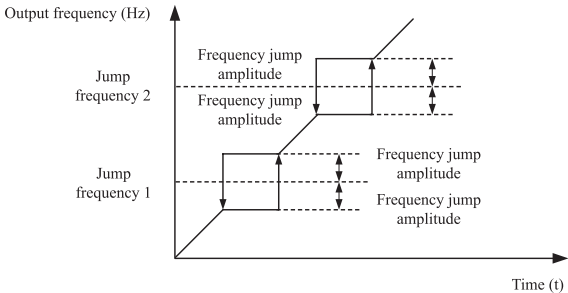 Output frequency (Hz)
Frequency jump
amplitude
Jump
frequency 2
Frequency jump
amplitude
Frequency jump
amplitude
Jump
frequency 1
Frequency jump
amplitude
Time (t)